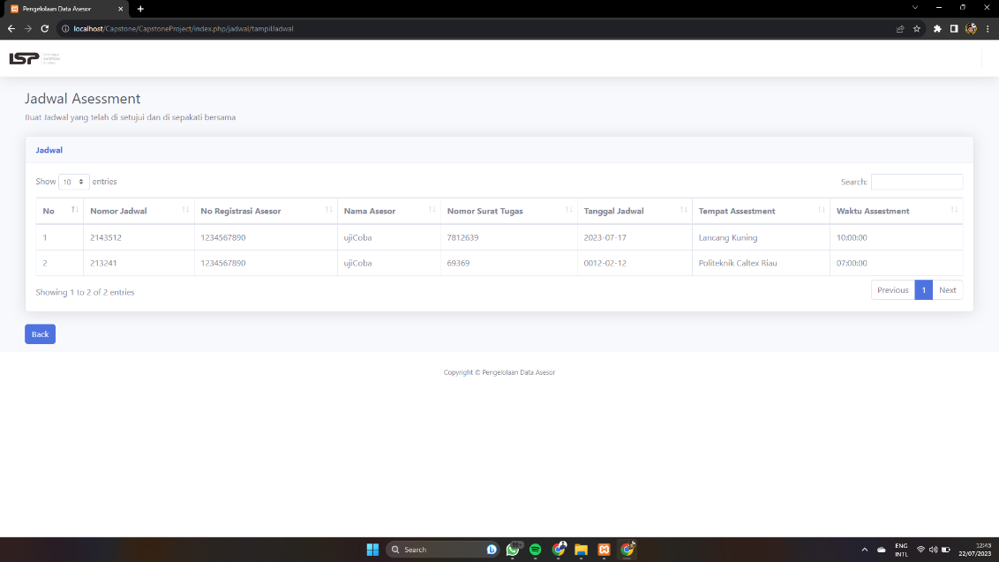 Pengelolaan Data Asesor
localhost/Capstone/CapstoneProject/index.php/jadwal/tampilJadwal
LSP
Jadwal Asessment
Buat Jadwal yang telah di setujui dan di sepakati bersama
Jadwal
Show 10 entries
Search:
No Nomor Jadwal No Registrasi Asesor Nama Asesor Nomor Surat Tugas Tanggal Jadwal Tempat Assestment Waktu Assestment
1 2143512 1234567890 ujiCoba 7812639 2023-07-17 Lancang Kuning 10:00:00
2 213241 1234567890 ujiCoba 69369 0012-02-12 Politeknik Caltex Riau 07:00:00
Showing 1 to 2 of 2 entries
Previous 1 Next
Back
Copyright © Pengelolaan Data Asesor
Search
ENG
INTL
12:43
22/07/2023